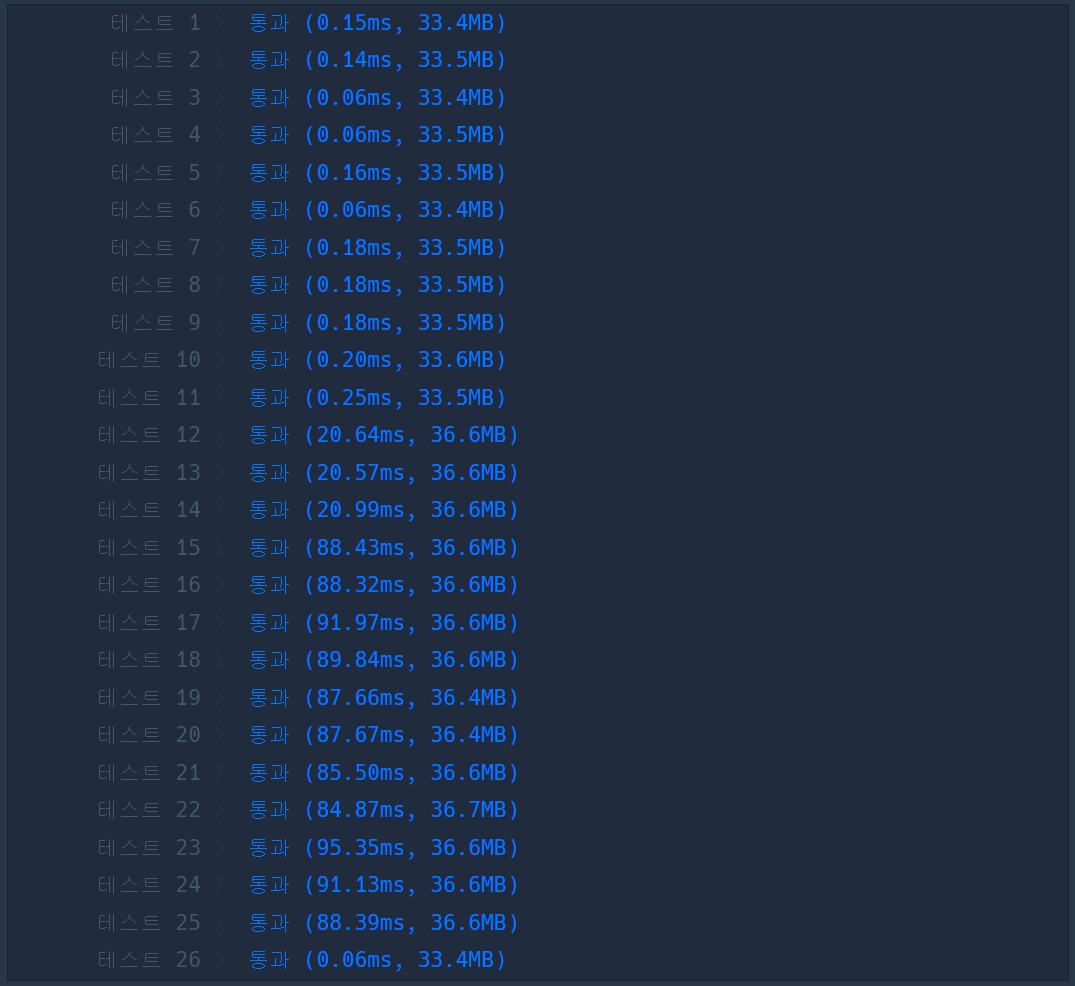 테스트 1 〉 통과 (0.15ms, 33.4MB)
테스트 2 〉 통과 (0.14ms, 33.5MB)
테스트 3 〉 통과 (0.06ms, 33.4MB)
테스트 4 〉 통과 (0.06ms, 33.5MB)
테스트 5 〉 통과 (0.16ms, 33.5MB)
테스트 6 〉 통과 (0.06ms, 33.4MB)
테스트 7 〉 통과 (0.18ms, 33.5MB)
테스트 8 〉 통과 (0.18ms, 33.5MB)
테스트 9 〉 통과 (0.18ms, 33.5MB)
테스트 10 〉 통과 (0.20ms, 33.6MB)
테스트 11 〉 통과 (0.25ms, 33.5MB)
테스트 12 〉 통과 (20.64ms, 36.6MB)
테스트 13 〉 통과 (20.57ms, 36.6MB)
테스트 14 〉 통과 (20.99ms, 36.6MB)
테스트 15 〉 통과 (88.43ms, 36.6MB)
테스트 16 〉 통과 (88.32ms, 36.6MB)
테스트 17 〉 통과 (91.97ms, 36.6MB)
테스트 18 〉 통과 (89.84ms, 36.6MB)
테스트 19 〉 통과 (87.66ms, 36.4MB)
테스트 20 〉 통과 (87.67ms, 36.4MB)
테스트 21 〉 통과 (85.50ms, 36.6MB)
테스트 22 〉 통과 (84.87ms, 36.7MB)
테스트 23 〉 통과 (95.35ms, 36.6MB)
테스트 24 〉 통과 (91.13ms, 36.6MB)
테스트 25 〉 통과 (88.39ms, 36.6MB)
테스트 26 〉 통과 (0.06ms, 33.4MB)